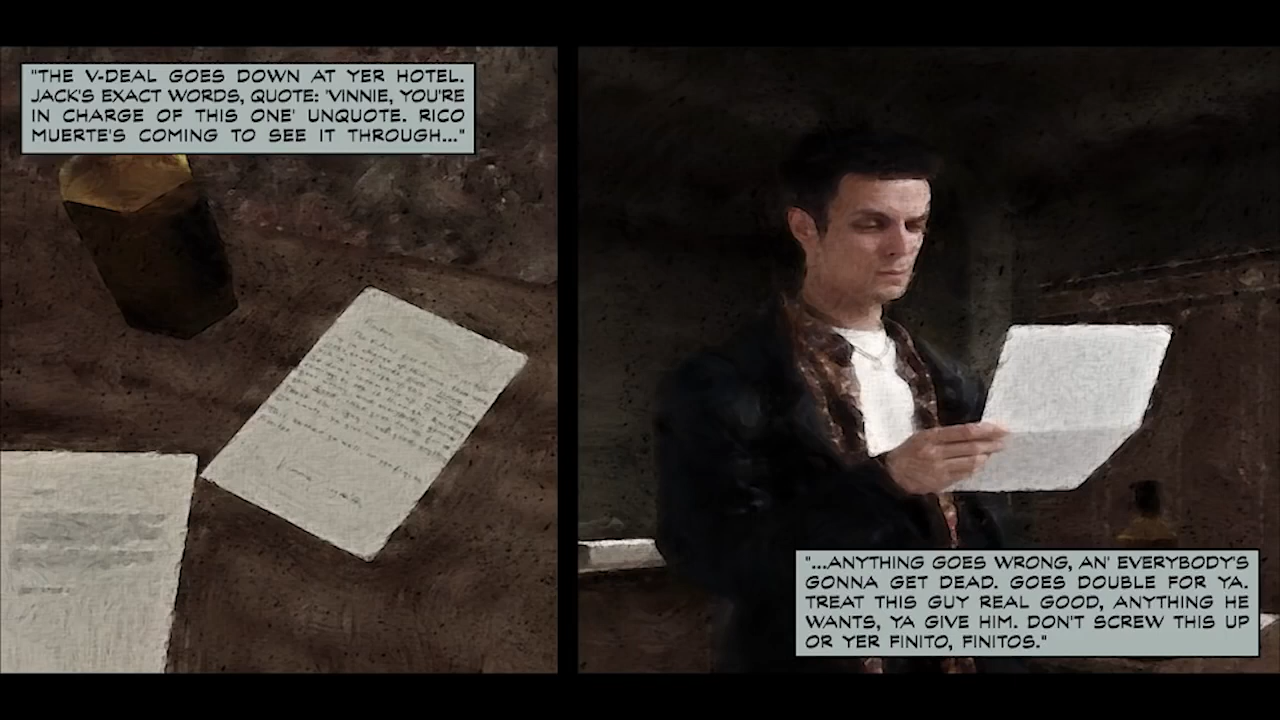 "THE V-DEAL GOES DOWN AT YER HOTEL.
JACK'S EXACT WORDS, QUOTE: 'VINNIE, YOU'RE
IN CHARGE OF THIS ONE' UNQUOTE. RICO
MUERTE'S COMING TO SEE IT THROUGH..."
"...ANYTHING GOES WRONG, AN' EVERYBODY'S
GONNA GET DEAD. GOES DOUBLE FOR YA.
TREAT THIS GUY REAL GOOD, ANYTHING HE
WANTS, YA GIVE HIM. DON'T SCREW THIS UP
OR YER FINITO, FINITOS."